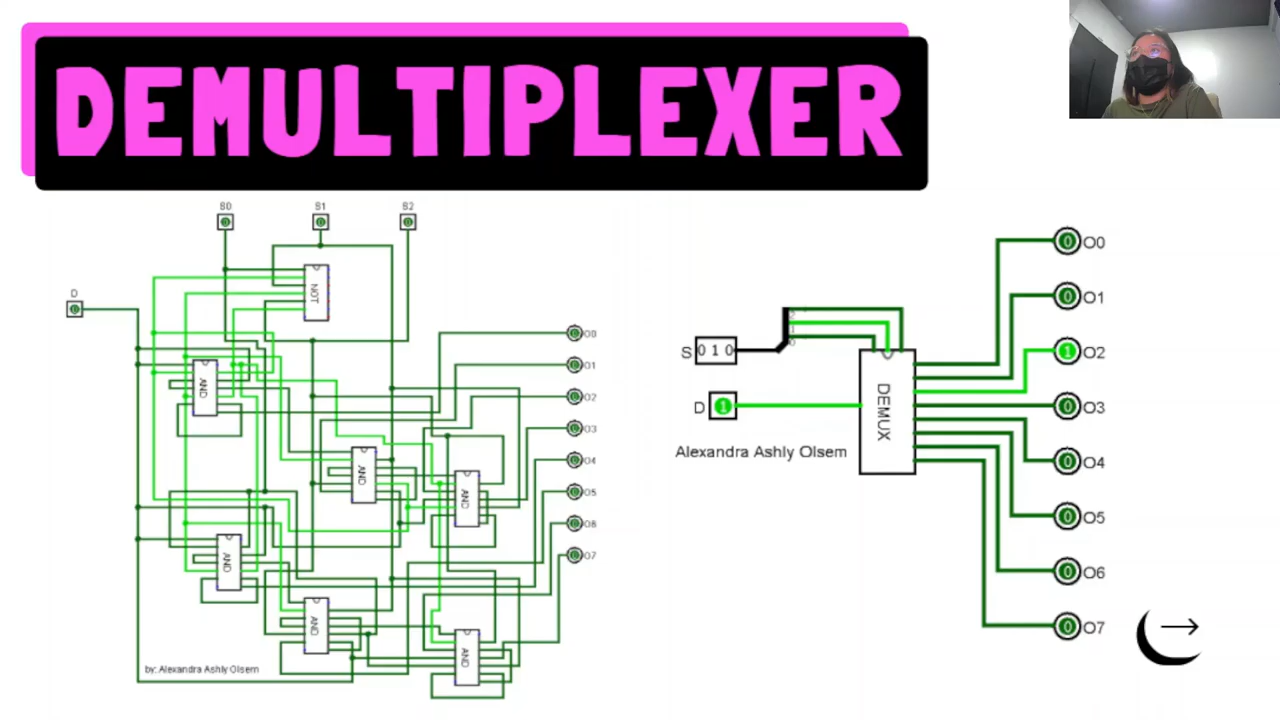 DEMULTIPLEXER
S0 S1 S2
D
NOT
AND
AND
AND
AND
AND
AND
O0
O1
O2
O3
O4
O5
O6
O7
by: Alexandra Ashly Olsem
S 0 1 0
D 1
DEMUX
Alexandra Ashly Olsem
0 O0
0 O1
1 O2
0 O3
0 O4
0 O5
0 O6
0 O7